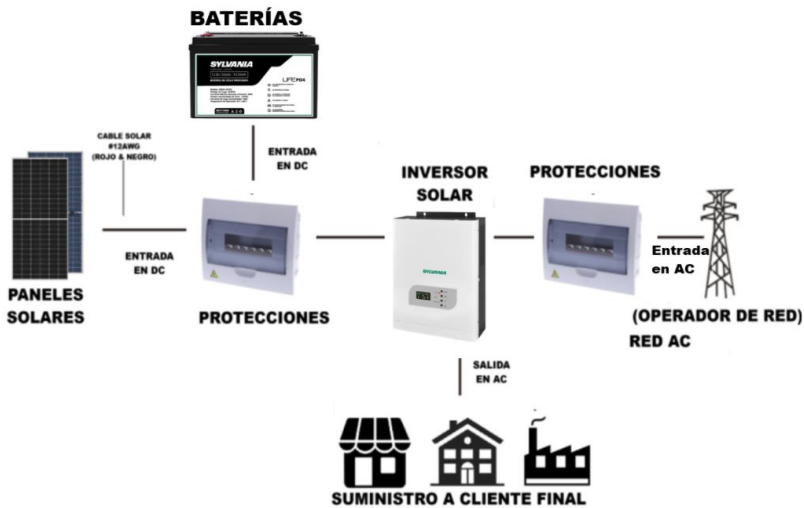 BATERÍAS
SYLVANIA
LIFEPO4
CABLE SOLAR
#12AWG
(ROJO & NEGRO)
ENTRADA
EN DC
INVERSOR
SOLAR
PROTECCIONES
ENTRADA
EN DC
SYLVANIA
Entrada
en AC
PANELES
SOLARES
PROTECCIONES
(OPERADOR DE RED)
RED AC
SALIDA
EN AC
SUMINISTRO A CLIENTE FINAL